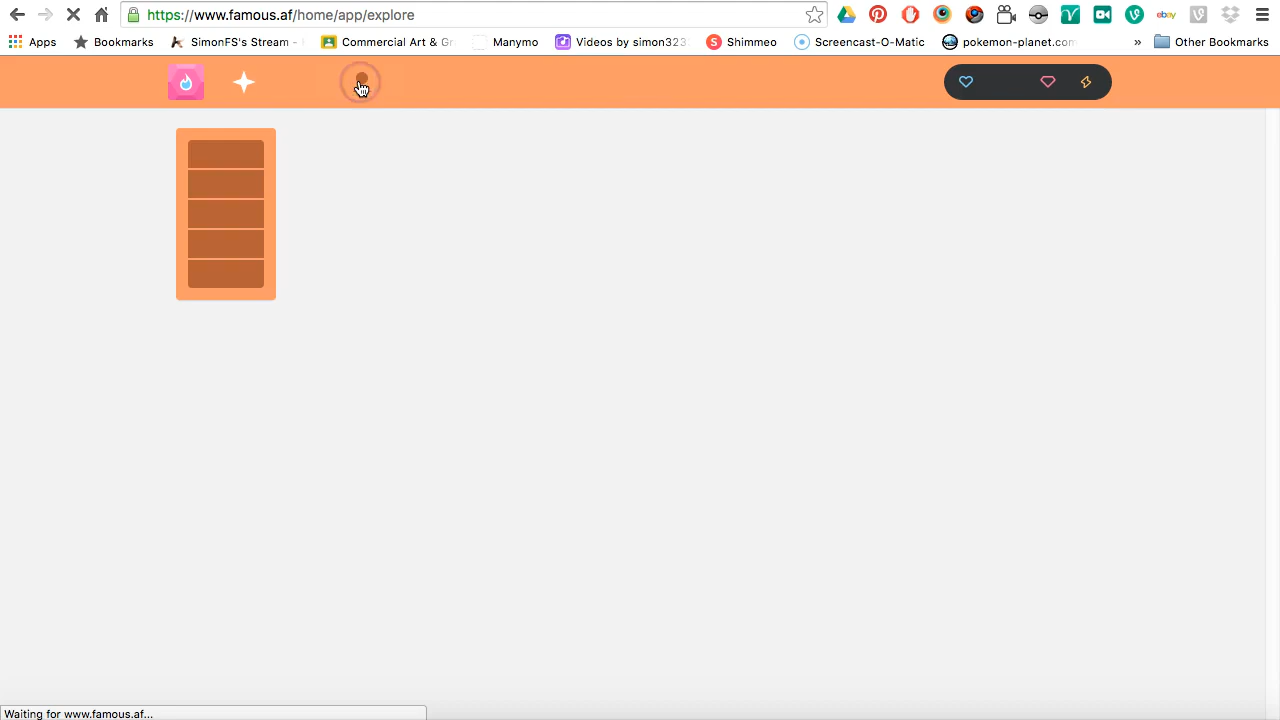 https://www.famous.af/home/app/explore
Apps Bookmarks SimonFS's Stream - Commercial Art & Gr Manymo Videos by simon323 Shimmeo Screencast-O-Matic pokemon-planet.com » Other Bookmarks
ebay
Waiting for www.famous.af...